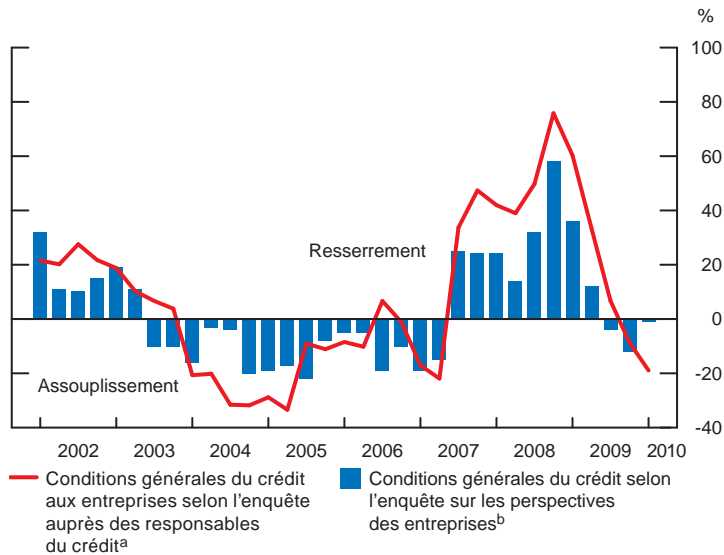 %
100
80
60
40
20
0
-20
-40
Resserrement
Assouplissement
2002 2003 2004 2005 2006 2007 2008 2009 2010
Conditions générales du crédit
aux entreprises selon l’enquête
auprès des responsables
du créditᵃ
Conditions générales du crédit selon
l’enquête sur les perspectives
des entreprisesᵇ